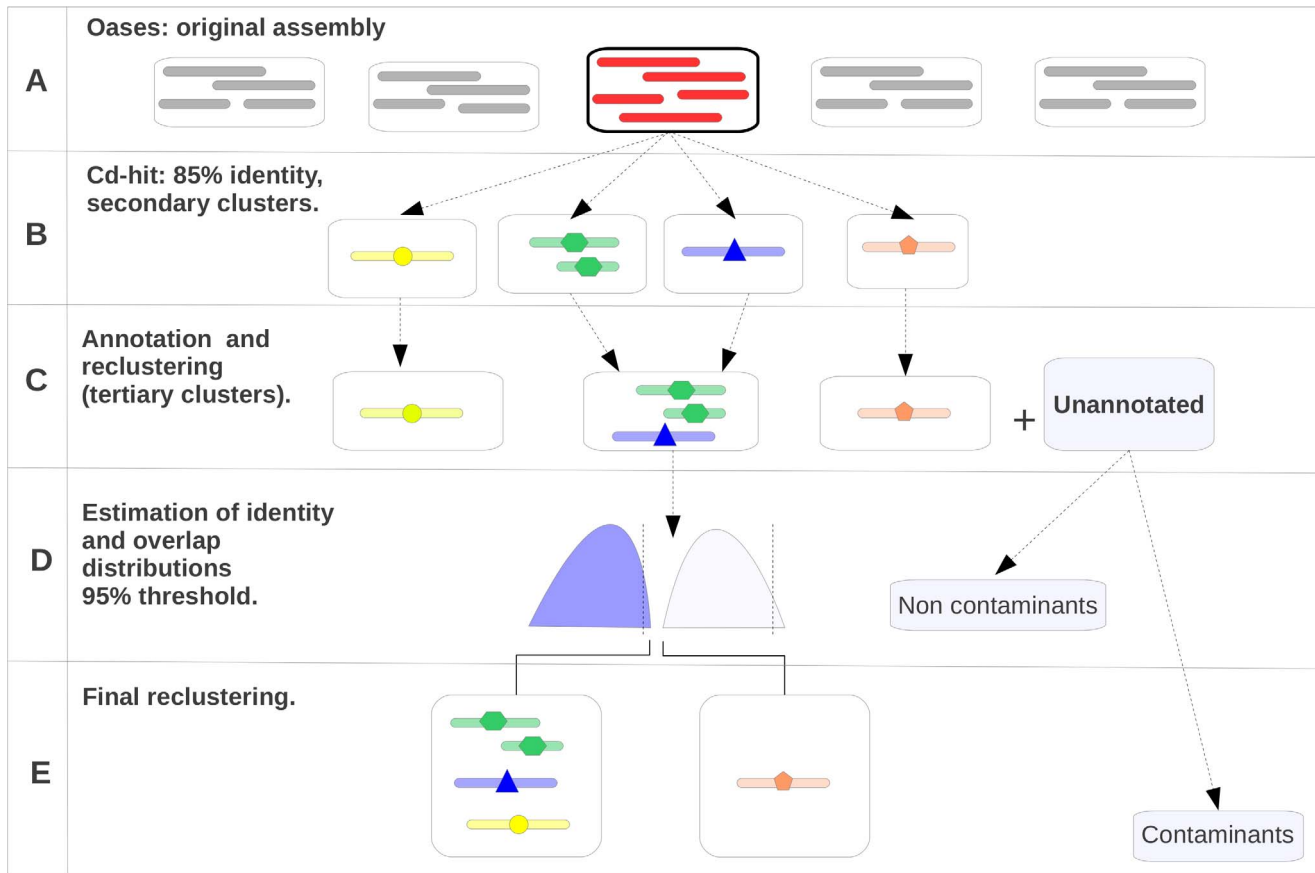 Oases: original assembly
A
Cd-hit: 85% identity,
secondary clusters.
B
Annotation and
reclustering
(tertiary clusters).
C
+
Unannotated
Estimation of identity
and overlap
distributions
95% threshold.
D
Non contaminants
Final reclustering.
E
Contaminants